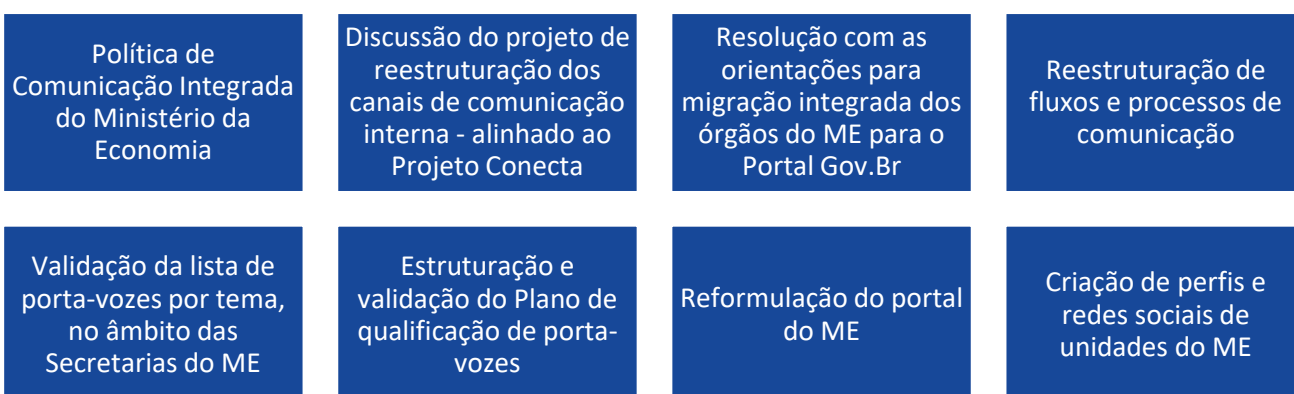 Política de
Comunicação Integrada
do Ministério da
Economia
Discussão do projeto de
reestruturação dos
canais de comunicação
interna - alinhado ao
Projeto Conecta
Resolução com as
orientações para
migração integrada dos
órgãos do ME para o
Portal Gov.Br
Reestruturação de
fluxos e processos de
comunicação
Validação da lista de
porta-vozes por tema,
no âmbito das
Secretarias do ME
Estruturação e
validação do Plano de
qualificação de porta-
vozes
Reformulação do portal
do ME
Criação de perfis e
redes sociais de
unidades do ME